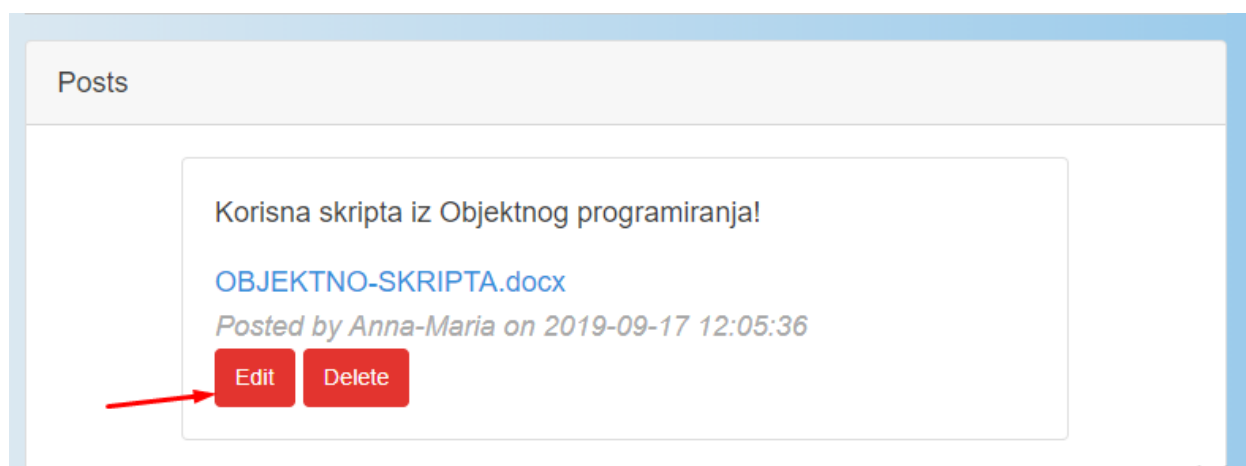 Posts
Korisna skripta iz Objektnog programiranja!
OBJEKTNO-SKRIPTA.docx
Posted by Anna-Maria on 2019-09-17 12:05:36
Edit Delete